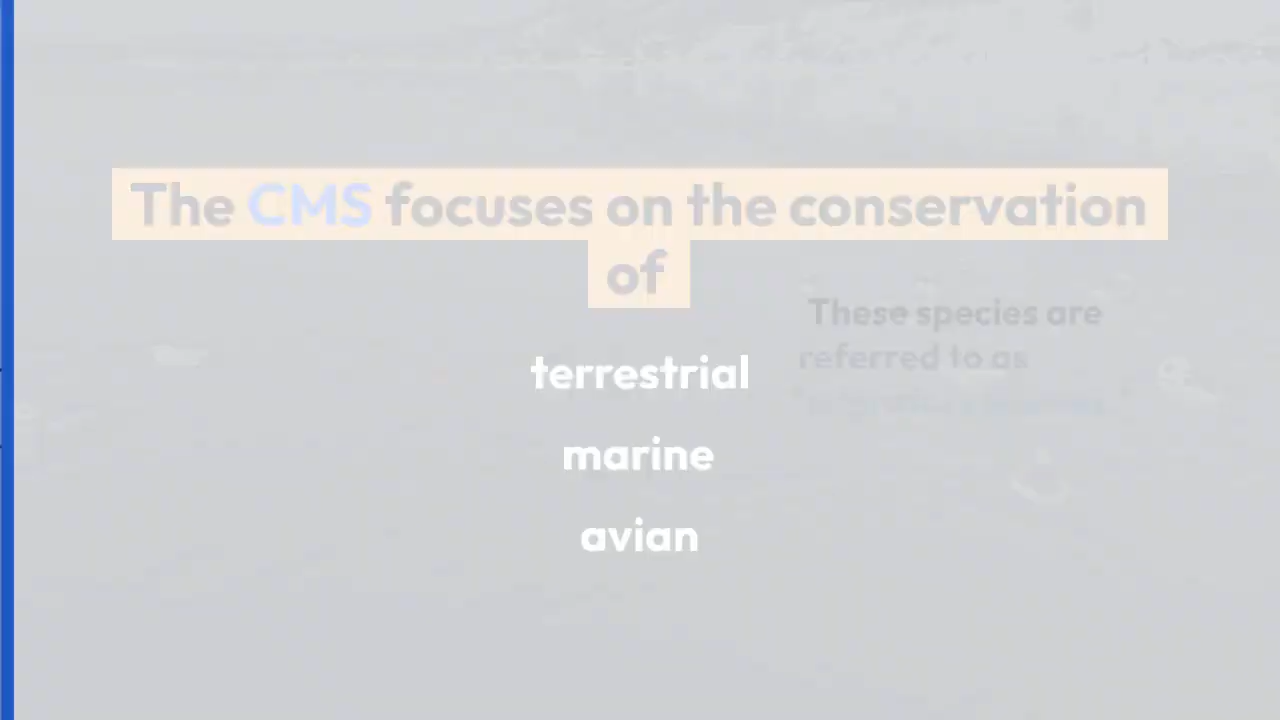 The CMS focuses on the conservation
of
These species are
referred to as
terrestrial
marine
avian